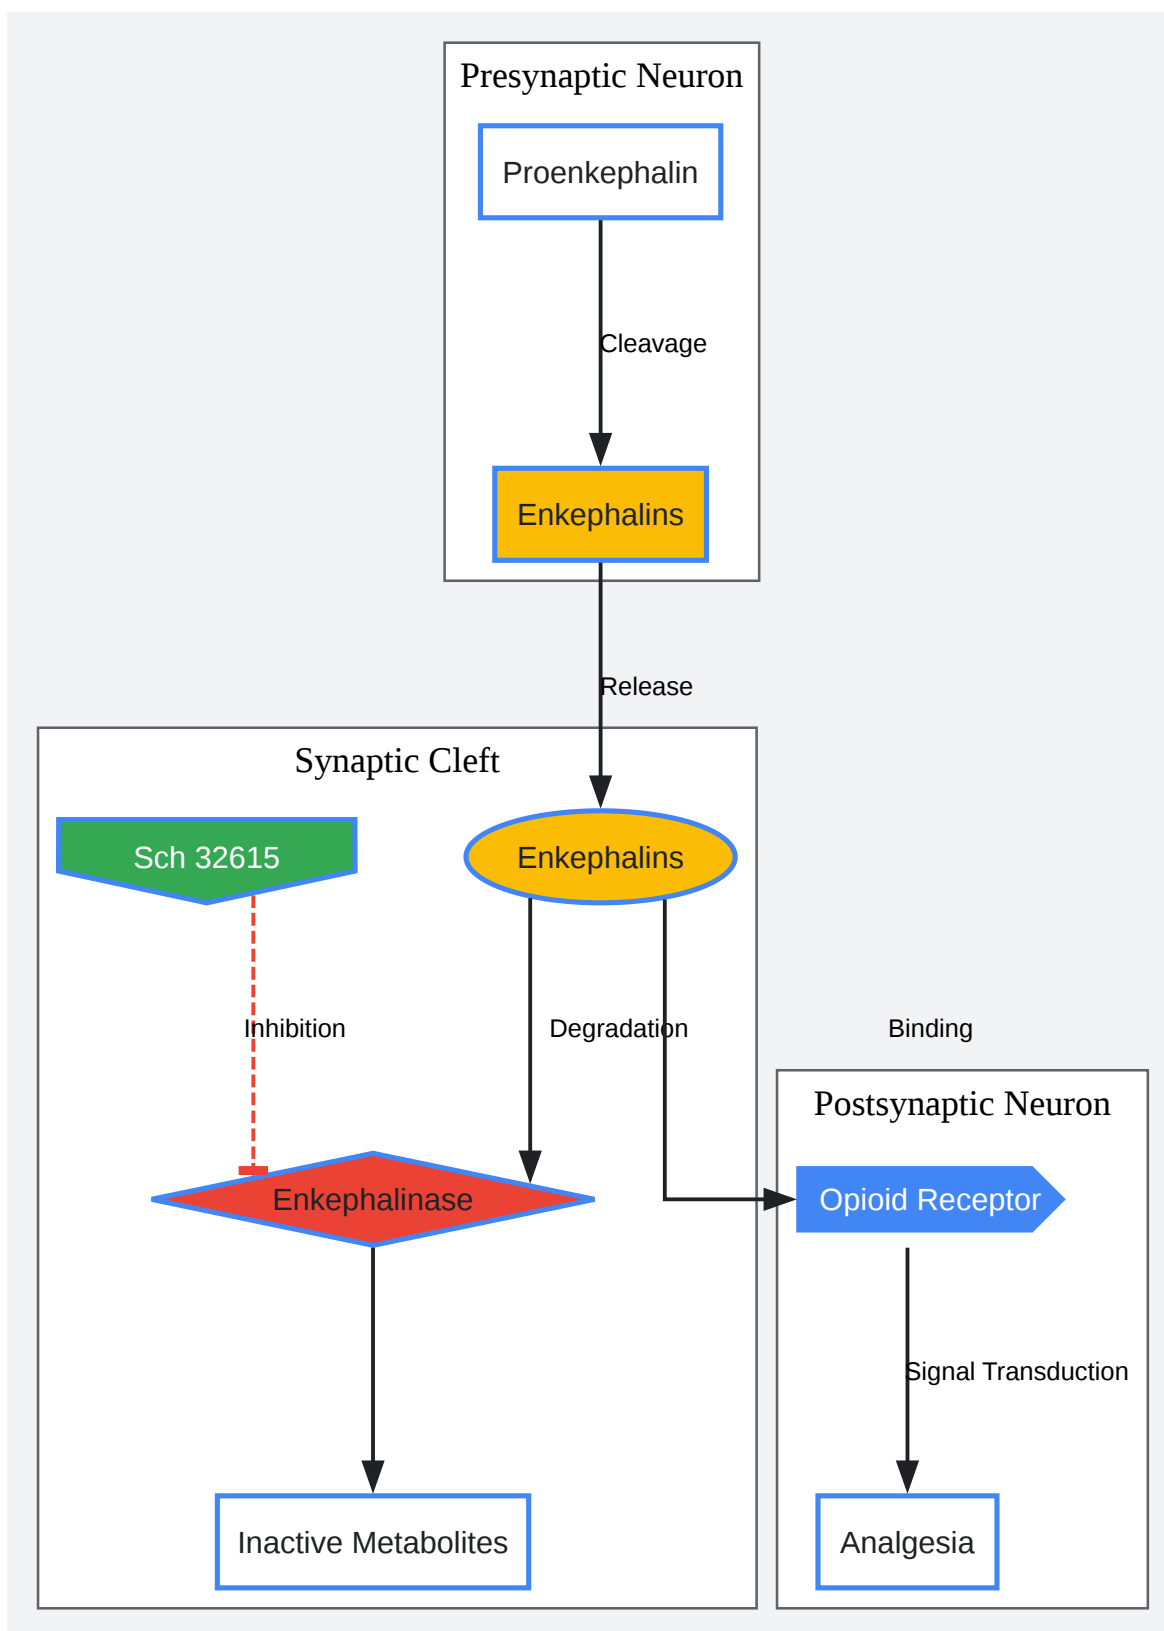 Presynaptic Neuron
Proenkephalin
Cleavage
Enkephalins
Release
Synaptic Cleft
Sch 32615
Enkephalins
Inhibition
Degradation
Binding
Postsynaptic Neuron
Enkephalinase
Opioid Receptor
Signal Transduction
Inactive Metabolites
Analgesia